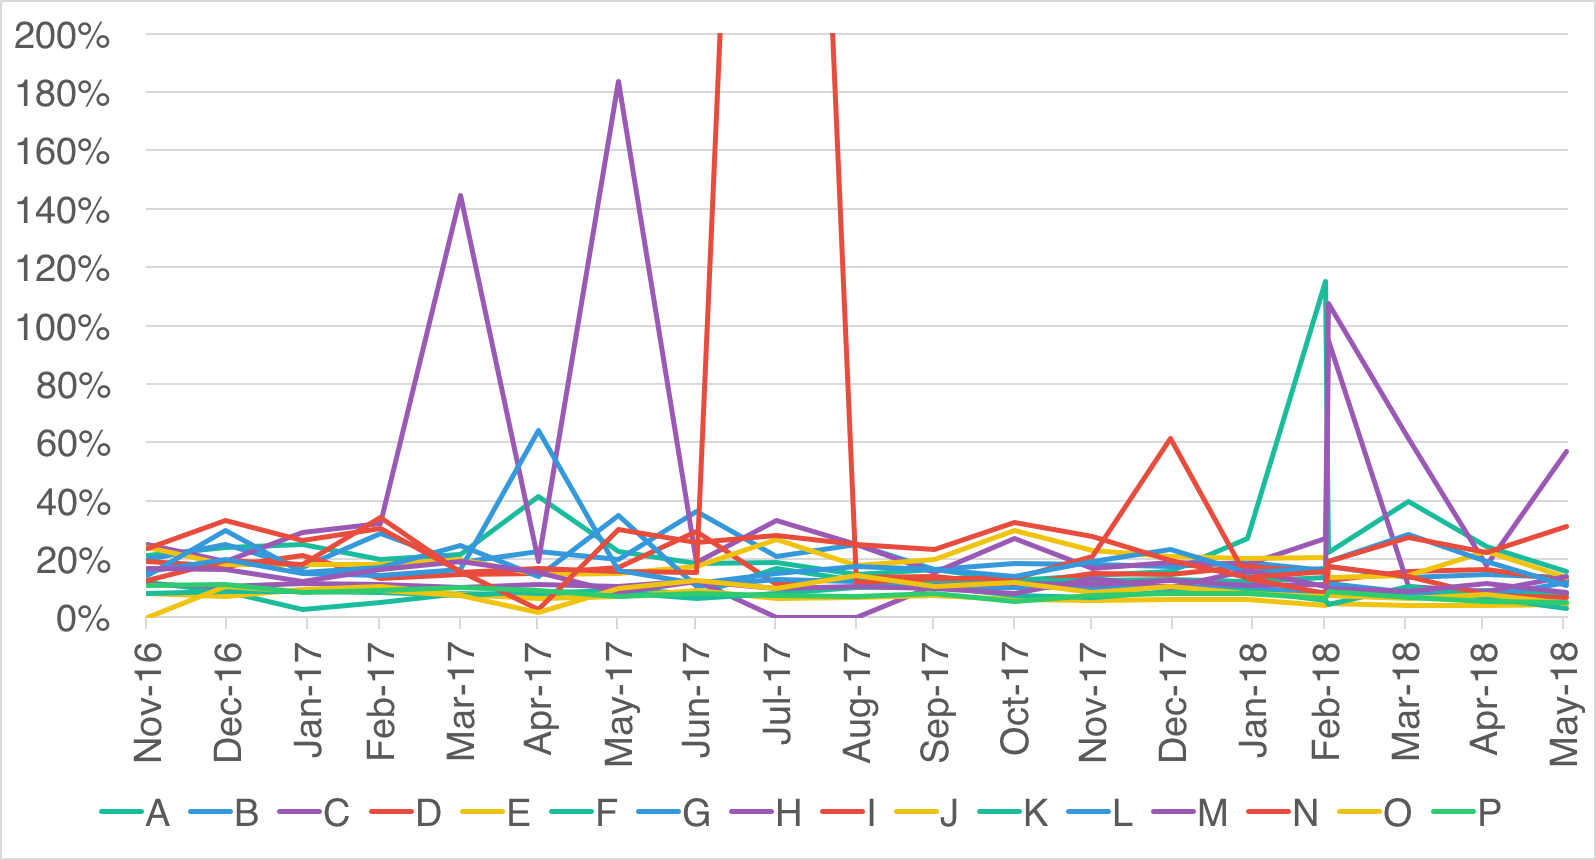 200%
180%
160%
140%
120%
100%
80%
60%
40%
20%
0%
Nov-16
Dec-16
Jan-17
Feb-17
Mar-17
Apr-17
May-17
Jun-17
Jul-17
Aug-17
Sep-17
Oct-17
Nov-17
Dec-17
Jan-18
Feb-18
Mar-18
Apr-18
May-18
A B C D E F G H I J K L M N O P